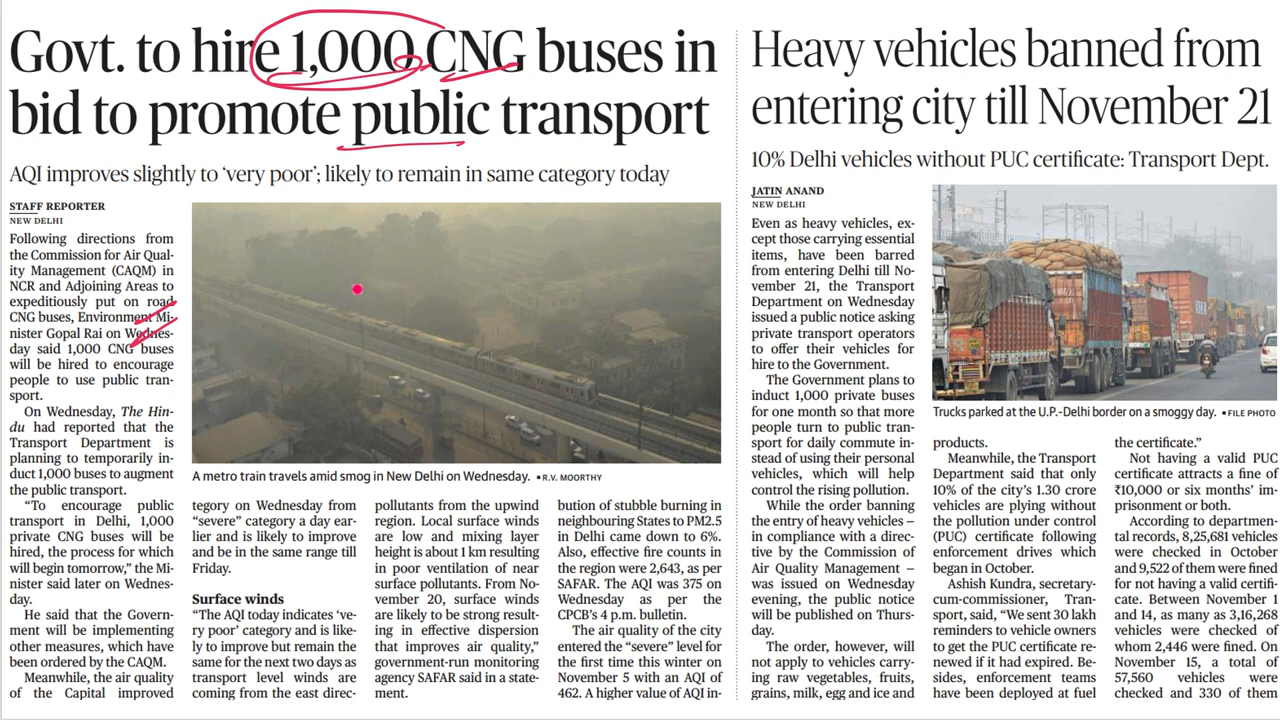 Govt. to hire 1,000 CNG buses in
bid to promote public transport
AQI improves slightly to ‘very poor’; likely to remain in same category today
STAFF REPORTER
NEW DELHI
Following directions from
the Commission for Air Qual-
ity Management (CAQM) in
NCR and Adjoining Areas to
expeditiously put on road
CNG buses, Environment Mi-
nister Gopal Rai on Wednes-
day said 1,000 CNG buses
will be hired to encourage
people to use public tran-
sport.
On Wednesday, The Hin-
du had reported that the
Transport Department is
planning to temporarily in-
duct 1,000 buses to augment
the public transport.
“To encourage public
transport in Delhi, 1,000
private CNG buses will be
hired, the process for which
will begin tomorrow,” the Mi-
nister said later on Wednes-
day.
He said that the Govern-
ment will be implementing
other measures, which have
been ordered by the CAQM.
Meanwhile, the air quality
of the Capital improved
A metro train travels amid smog in New Delhi on Wednesday. ▪ R.V. MOORTHY
tegory on Wednesday from
“severe” category a day ear-
lier and is likely to improve
and be in the same range till
Friday.
Surface winds
“The AQI today indicates ‘ve-
ry poor’ category and is like-
ly to improve but remain the
same for the next two days as
transport level winds are
coming from the east direc-
pollutants from the upwind
region. Local surface winds
are low and mixing layer
height is about 1 km resulting
in poor ventilation of near
surface pollutants. From No-
vember 20, surface winds
are likely to be strong result-
ing in effective dispersion
that improves air quality,”
government-run monitoring
agency SAFAR said in a state-
ment.
bution of stubble burning in
neighbouring States to PM2.5
in Delhi came down to 6%.
Also, effective fire counts in
the region were 2,643, as per
SAFAR. The AQI was 375 on
Wednesday as per the
CPCB’s 4 p.m. bulletin.
The air quality of the city
entered the “severe” level for
the first time this winter on
November 5 with an AQI of
462. A higher value of AQI in-
Heavy vehicles banned from
entering city till November 21
10% Delhi vehicles without PUC certificate: Transport Dept.
JATIN ANAND
NEW DELHI
Even as heavy vehicles, ex-
cept those carrying essential
items, have been barred
from entering Delhi till No-
vember 21, the Transport
Department on Wednesday
issued a public notice asking
private transport operators
to offer their vehicles for
hire to the Government.
The Government plans to
induct 1,000 private buses
for one month so that more
people turn to public tran-
sport for daily commute in-
stead of using their personal
vehicles, which will help
control the rising pollution.
While the order banning
the entry of heavy vehicles –
in compliance with a direc-
tive by the Commission of
Air Quality Management –
was issued on Wednesday
evening, the public notice
will be published on Thurs-
day.
The order, however, will
not apply to vehicles carry-
ing raw vegetables, fruits,
grains, milk, egg and ice and
Trucks parked at the U.P.-Delhi border on a smoggy day. ▪ FILE PHOTO
products.
Meanwhile, the Transport
Department said that only
10% of the city’s 1.30 crore
vehicles are plying without
the pollution under control
(PUC) certificate following
enforcement drives which
began in October.
Ashish Kundra, secretary-
cum-commissioner, Tran-
sport, said, “We sent 30 lakh
reminders to vehicle owners
to get the PUC certificate re-
newed if it had expired. Be-
sides, enforcement teams
have been deployed at fuel
the certificate.”
Not having a valid PUC
certificate attracts a fine of
₹10,000 or six months’ im-
prisonment or both.
According to departmen-
tal records, 8,25,681 vehicles
were checked in October
and 9,522 of them were fined
for not having a valid certifi-
cate. Between November 1
and 14, as many as 3,16,268
vehicles were checked of
whom 2,446 were fined. On
November 15, a total of
57,560 vehicles were
checked and 330 of them